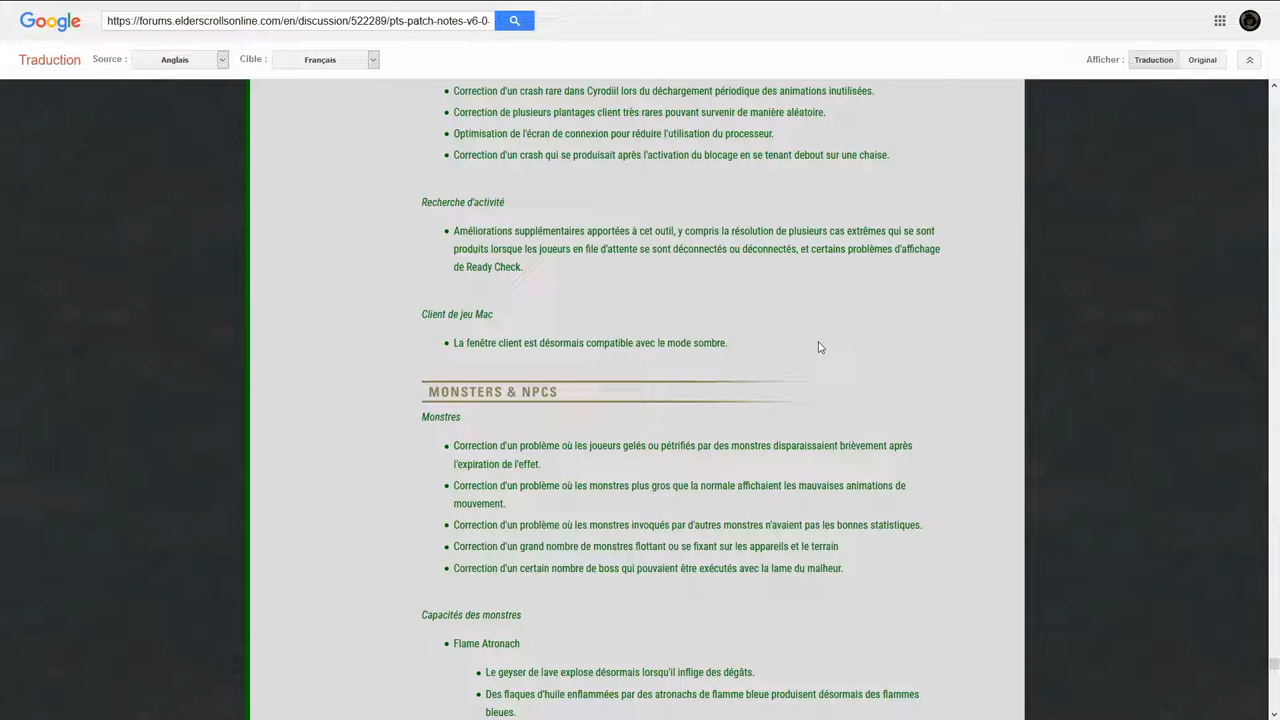 Google
https://forums.elderscrollsonline.com/en/discussion/522289/pts-patch-notes-v6-0-
Traduction
Source :
Anglais
Cible :
Français
Afficher :
Traduction
Original
Correction d'un crash rare dans Cyrodiil lors du déchargement périodique des animations inutilisées.
Correction de plusieurs plantages client très rares pouvant survenir de manière aléatoire.
Optimisation de l'écran de connexion pour réduire l'utilisation du processeur.
Correction d'un crash qui se produisait après l'activation du blocage en se tenant debout sur une chaise.
Recherche d'activité
Améliorations supplémentaires apportées à cet outil, y compris la résolution de plusieurs cas extrêmes qui se sont
produits lorsque les joueurs en file d'attente se sont déconnectés ou déconnectés, et certains problèmes d'affichage
de Ready Check.
Client de jeu Mac
La fenêtre client est désormais compatible avec le mode sombre.
MONSTERS & NPCS
Monstres
Correction d'un problème où les joueurs gelés ou pétrifiés par des monstres disparaissaient brièvement après
l'expiration de l'effet.
Correction d'un problème où les monstres plus gros que la normale affichaient les mauvaises animations de
mouvement.
Correction d'un problème où les monstres invoqués par d'autres monstres n'avaient pas les bonnes statistiques.
Correction d'un grand nombre de monstres flottant ou se fixant sur les appareils et le terrain
Correction d'un certain nombre de boss qui pouvaient être exécutés avec la lame du malheur.
Capacités des monstres
Flame Atronach
Le geyser de lave explose désormais lorsqu'il inflige des dégâts.
Des flaques d'huile enflammées par des atronachs de flamme bleue produisent désormais des flammes
bleues.